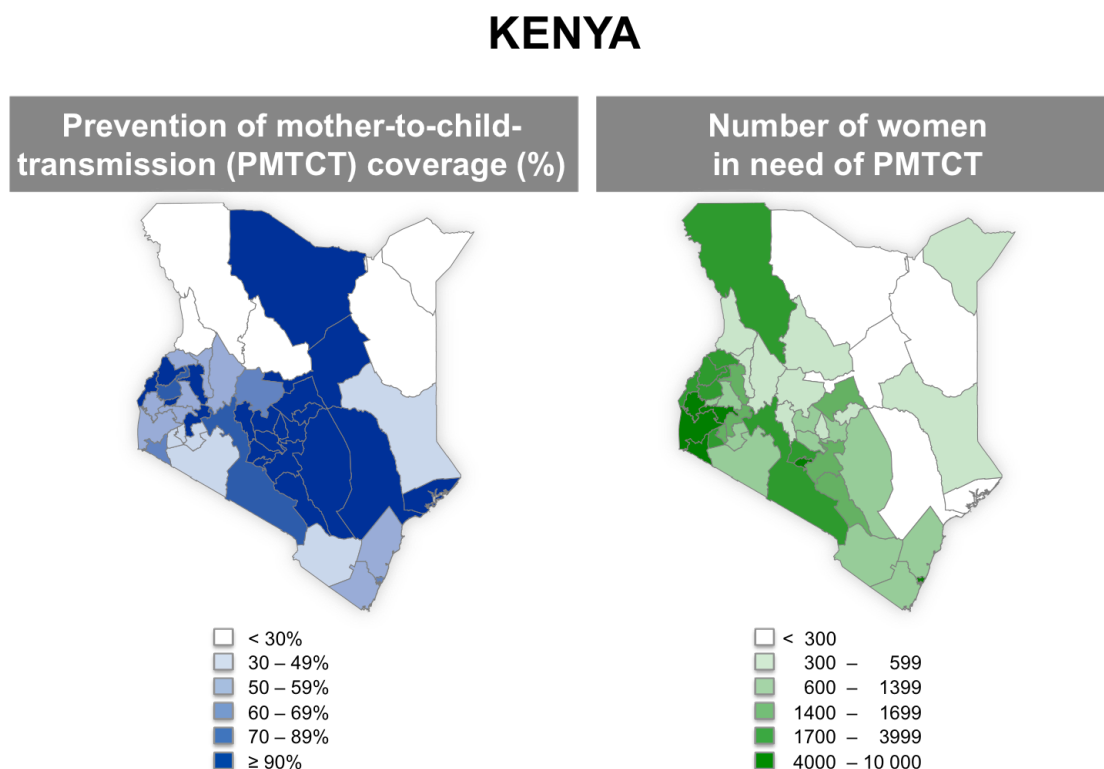 KENYA
Prevention of mother-to-child-
transmission (PMTCT) coverage (%)
Number of women
in need of PMTCT
< 30%
30 – 49%
50 – 59%
60 – 69%
70 – 89%
≥ 90%
< 300
300 – 599
600 – 1399
1400 – 1699
1700 – 3999
4000 – 10 000